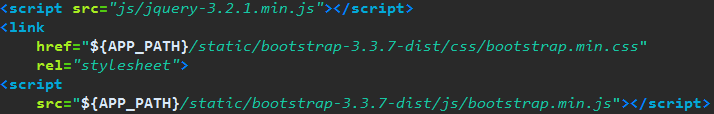 <script src="js/jquery-3.2.1.min.js"></script>
<link
href="${APP_PATH}/static/bootstrap-3.3.7-dist/css/bootstrap.min.css"
rel="stylesheet">
<script
src="${APP_PATH}/static/bootstrap-3.3.7-dist/js/bootstrap.min.js"></script>